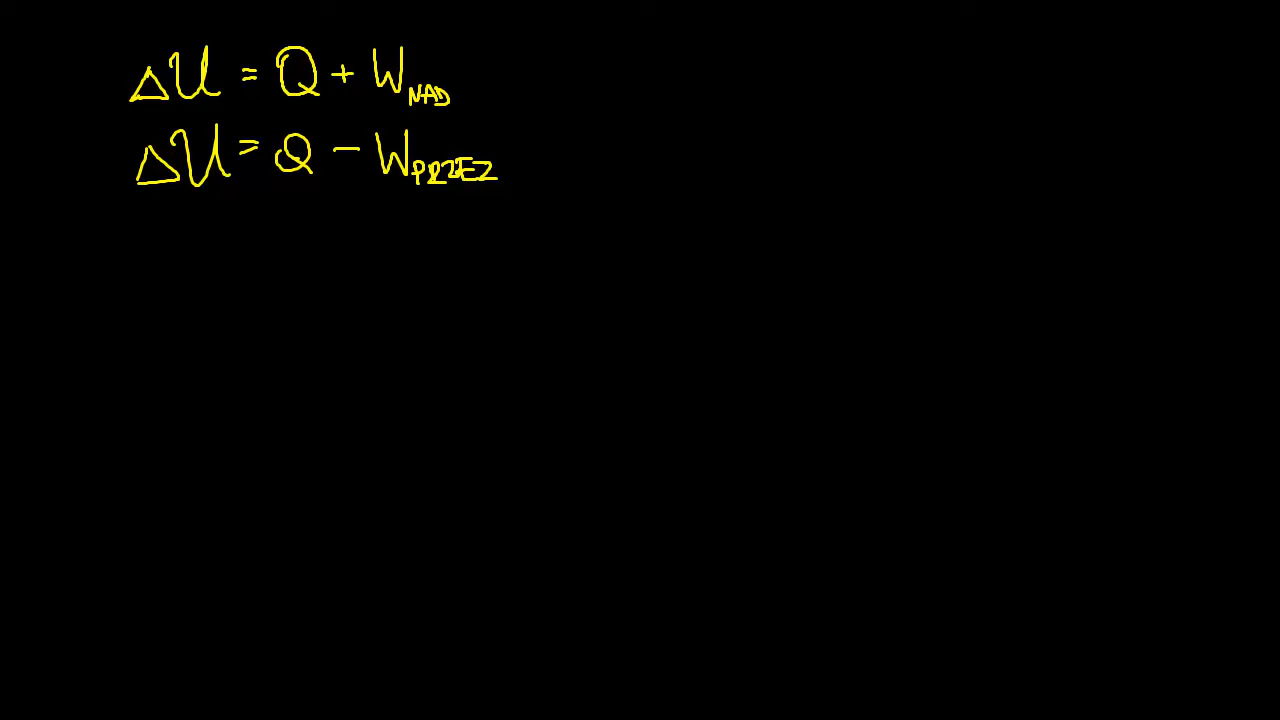 ΔU = Q + W_NAD
ΔU = Q - W_PRZEZ